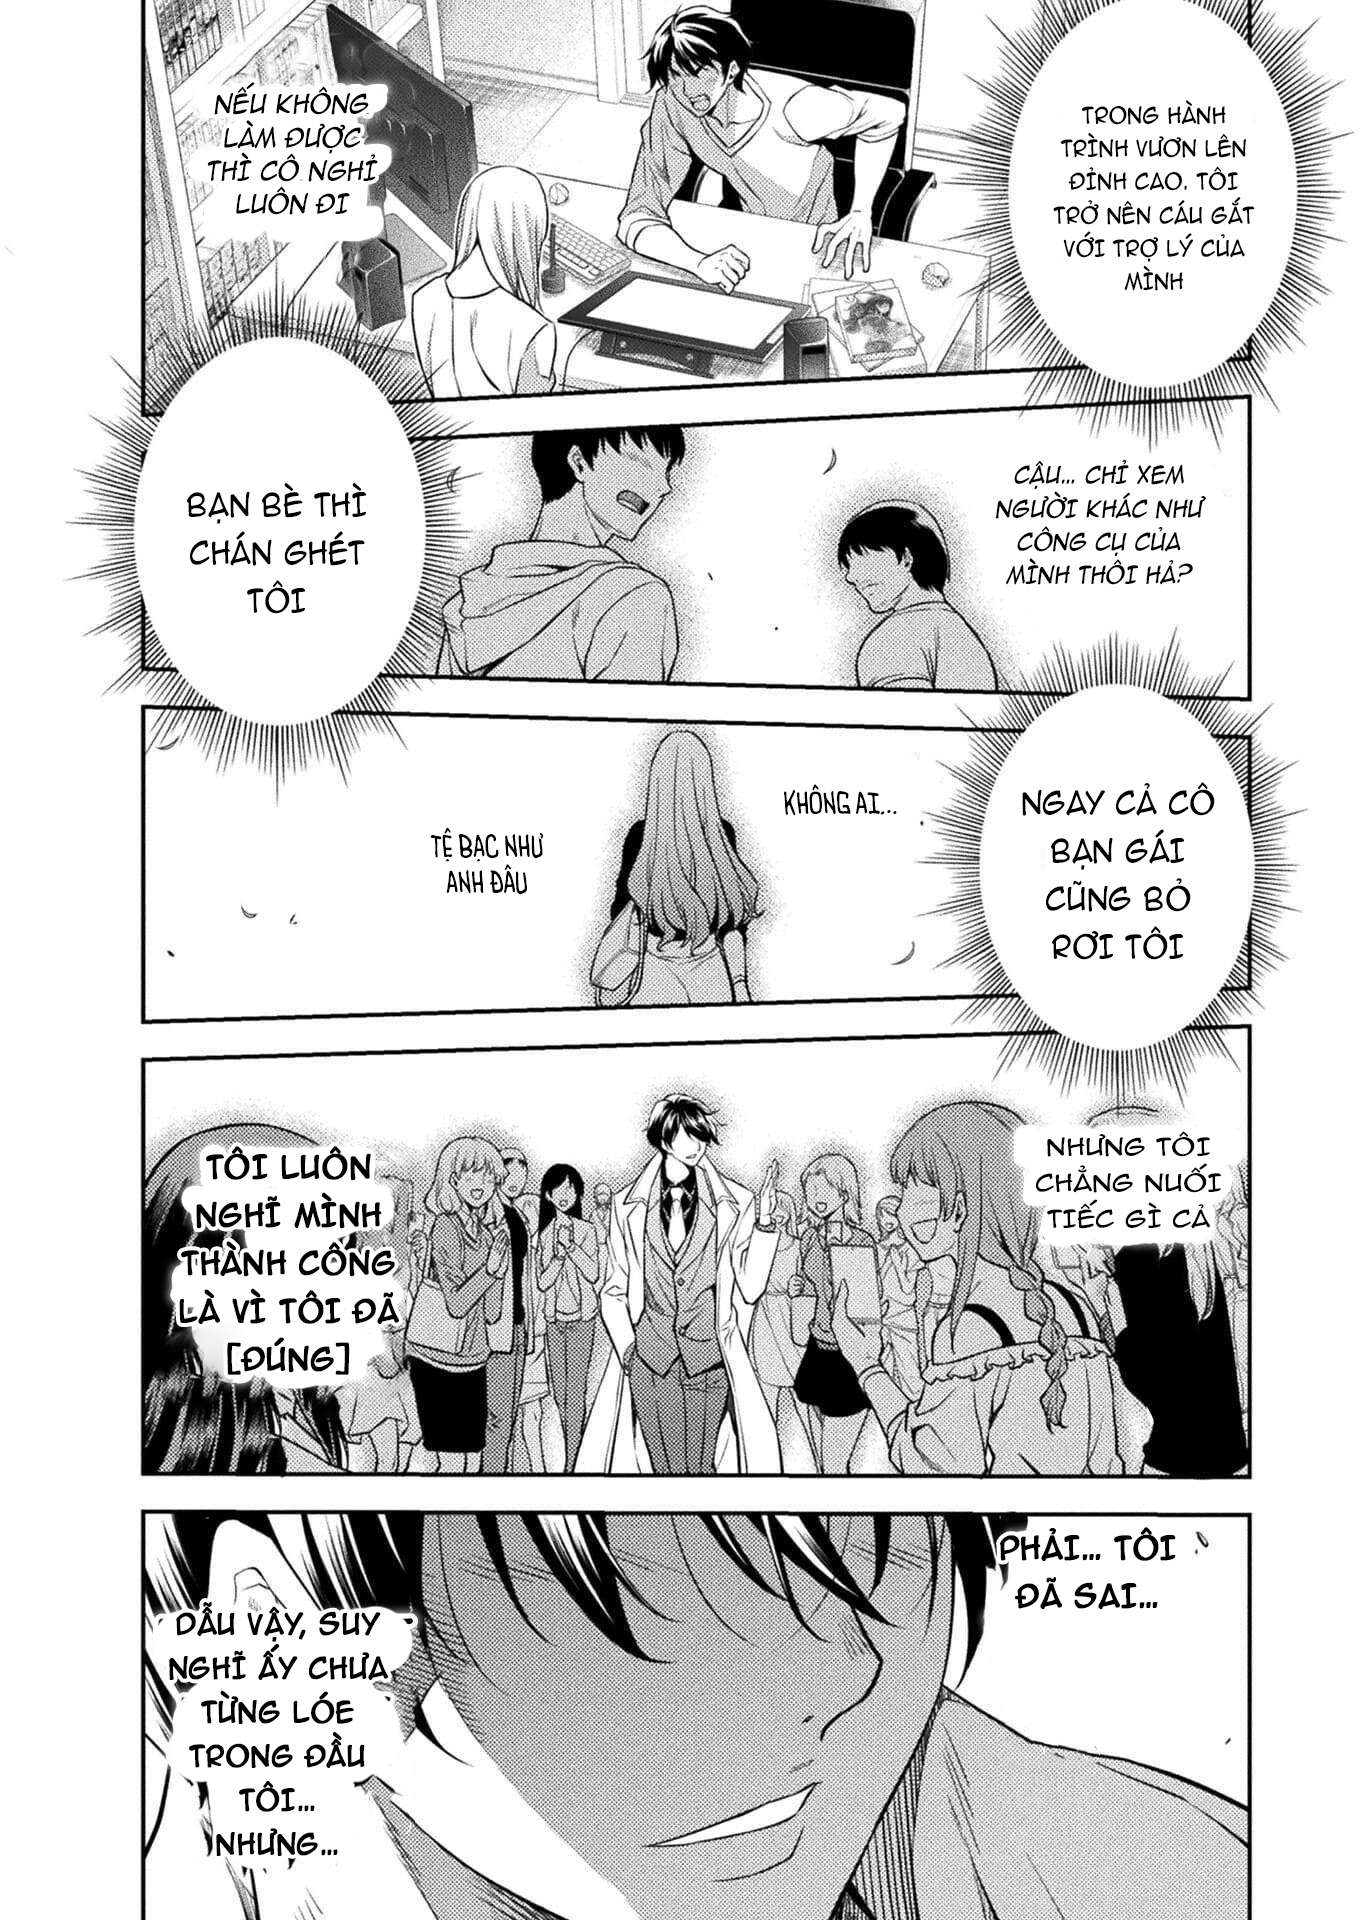 TRONG HÀNH
TRÌNH VƯƠN LÊN
ĐỈNH CAO. TÔI
TRỞ NÊN CÁU GẮT
VỚI TRỢ LÝ CỦA
MÌNH
NẾU KHÔNG
LÀM ĐƯỢC
THÌ CÔ NGHỈ
LUÔN ĐI
CẬU... CHỈ XEM
NGƯỜI KHÁC NHƯ
CÔNG CỤ CỦA
MÌNH THÔI HẢ?
BẠN BÈ THÌ
CHÁN GHÉT
TÔI
NGAY CẢ CÔ
BẠN GÁI
CŨNG BỎ
RƠI TÔI
KHÔNG AI...
TỆ BẠC NHƯ
ANH ĐÂU
NHƯNG TÔI
CHẲNG NUỐI
TIẾC GÌ CẢ
TÔI LUÔN
NGHĨ MÌNH
THÀNH CÔNG
LÀ VÌ TÔI ĐÃ
[ĐÚNG]
PHẢI... TÔI
ĐÃ SAI...
DẪU VẬY, SUY
NGHĨ ẤY CHƯA
TỪNG LÓE
TRONG ĐẦU
TÔI...
NHƯNG...